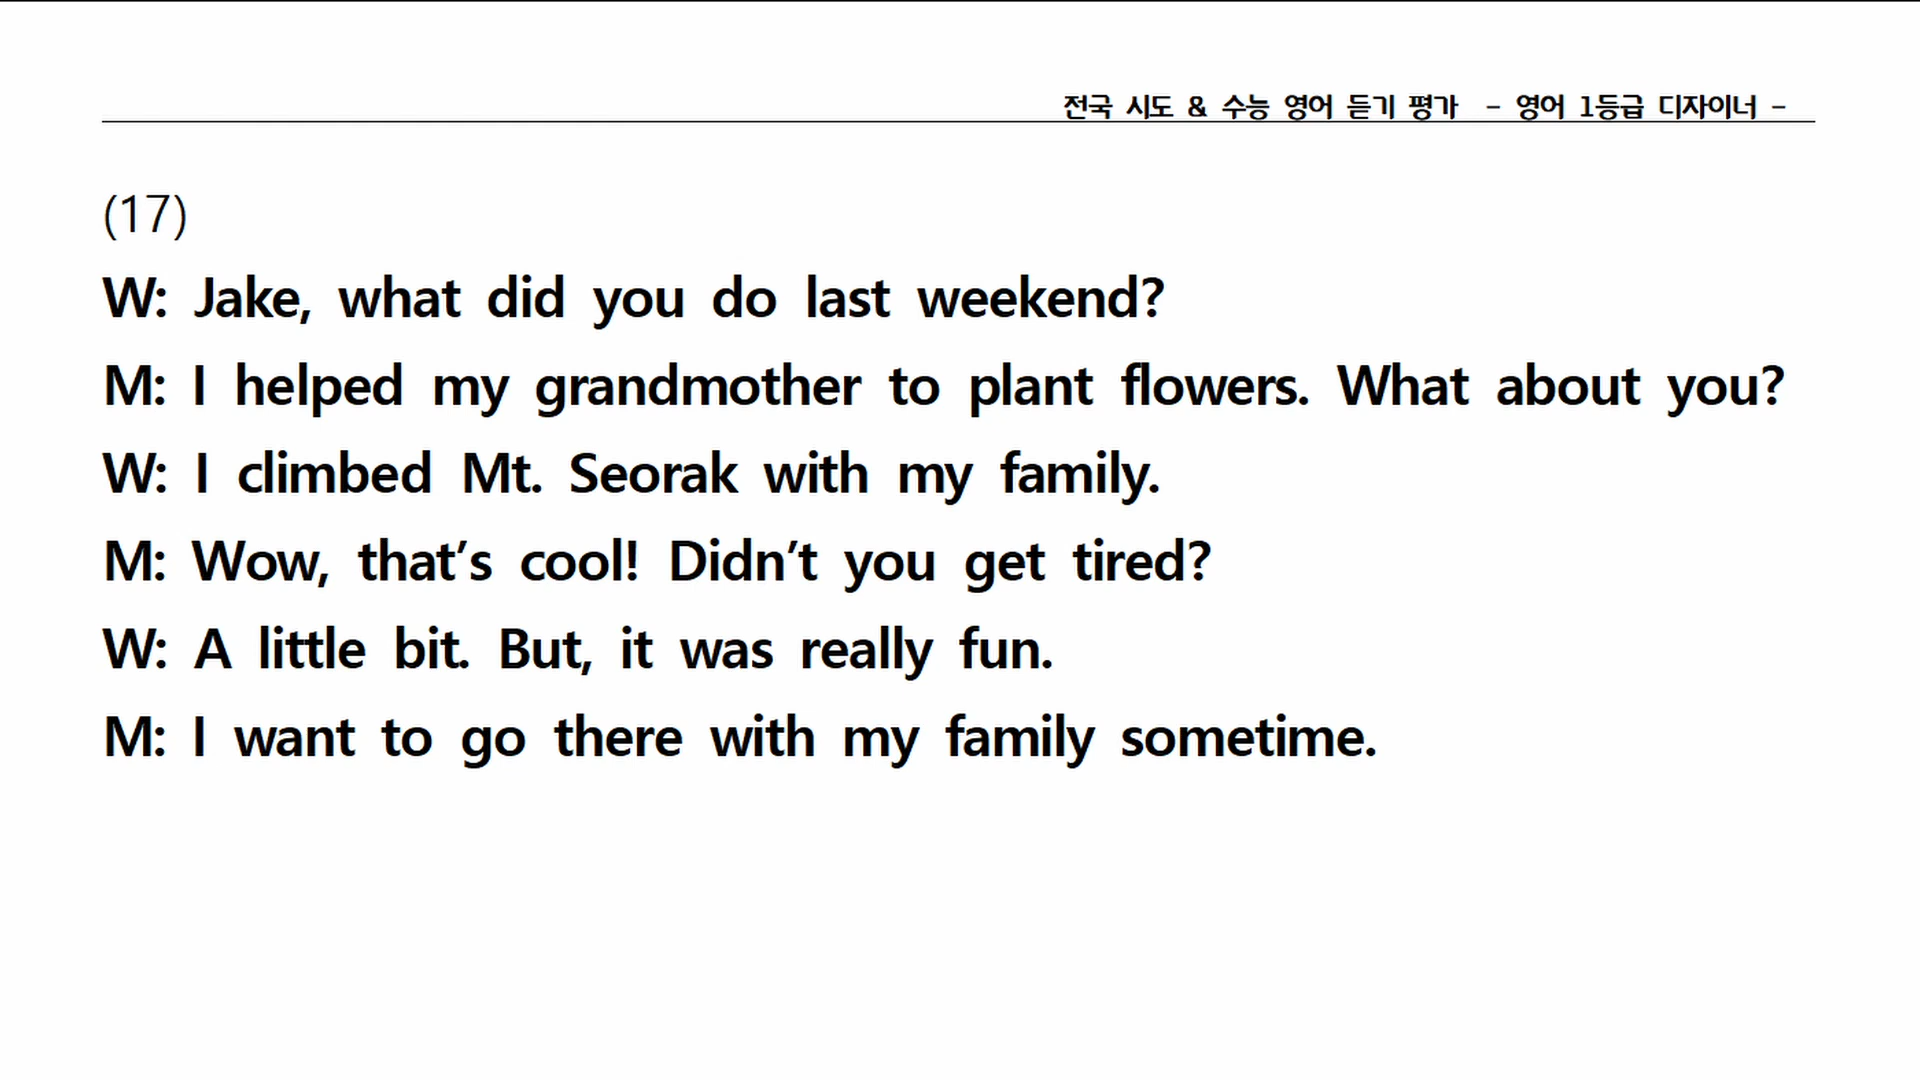 전국 시도 & 수능 영어 듣기 평가 - 영어 1등급 디자이너 -
(17)
W: Jake, what did you do last weekend?
M: I helped my grandmother to plant flowers. What about you?
W: I climbed Mt. Seorak with my family.
M: Wow, that’s cool! Didn’t you get tired?
W: A little bit. But, it was really fun.
M: I want to go there with my family sometime.